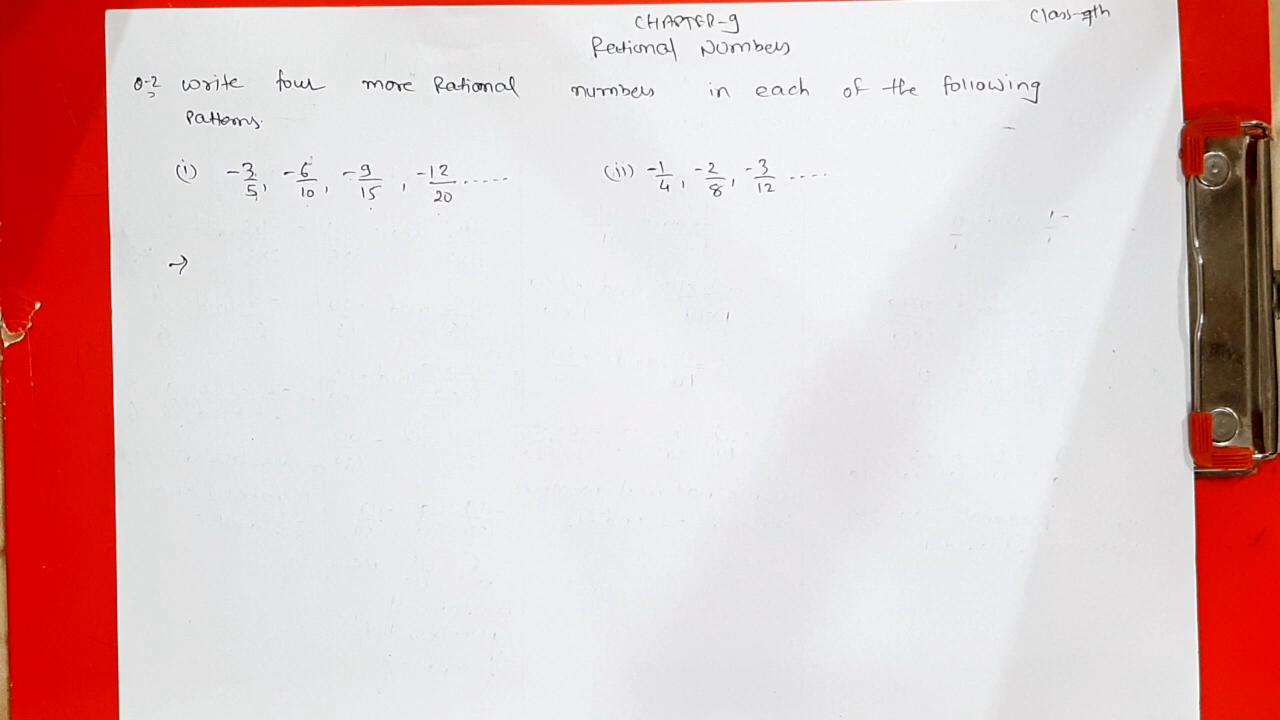 CHAPTER-9
Class-7th
Rational Numbers
Q-2 Write four more Rational numbers in each of the following
Patterns.
(i) -3/5, -6/10, -9/15, -12/20 ..... (ii) -1/4, -2/8, -3/12 ....
→